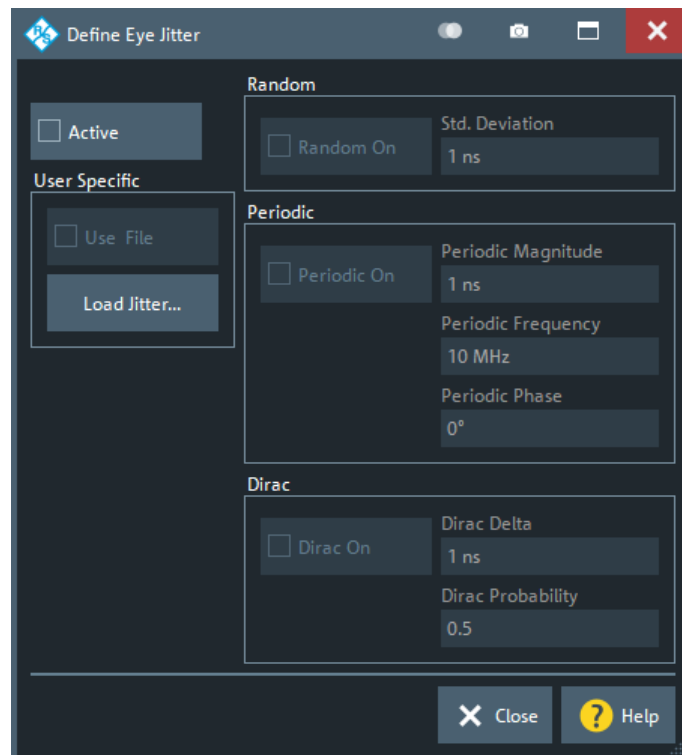 R&S Define Eye Jitter
Active
User Specific
Use File
Load Jitter...
Random
Random On
Std. Deviation
1 ns
Periodic
Periodic On
Periodic Magnitude
1 ns
Periodic Frequency
10 MHz
Periodic Phase
0°
Dirac
Dirac On
Dirac Delta
1 ns
Dirac Probability
0.5
Close
? Help